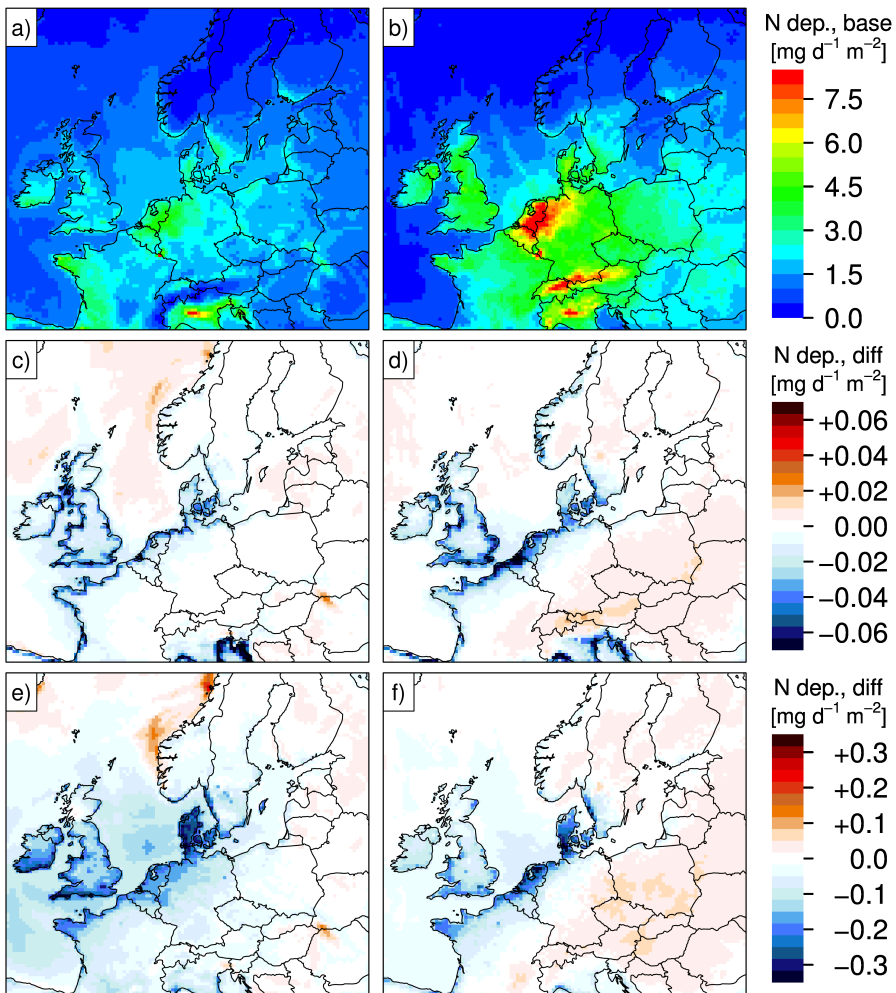 a)
b)
N dep., base
[mg d⁻¹ m⁻²]
7.5
6.0
4.5
3.0
1.5
0.0
c)
d)
N dep., diff
[mg d⁻¹ m⁻²]
+0.06
+0.04
+0.02
0.00
−0.02
−0.04
−0.06
e)
f)
N dep., diff
[mg d⁻¹ m⁻²]
+0.3
+0.2
+0.1
0.0
−0.1
−0.2
−0.3